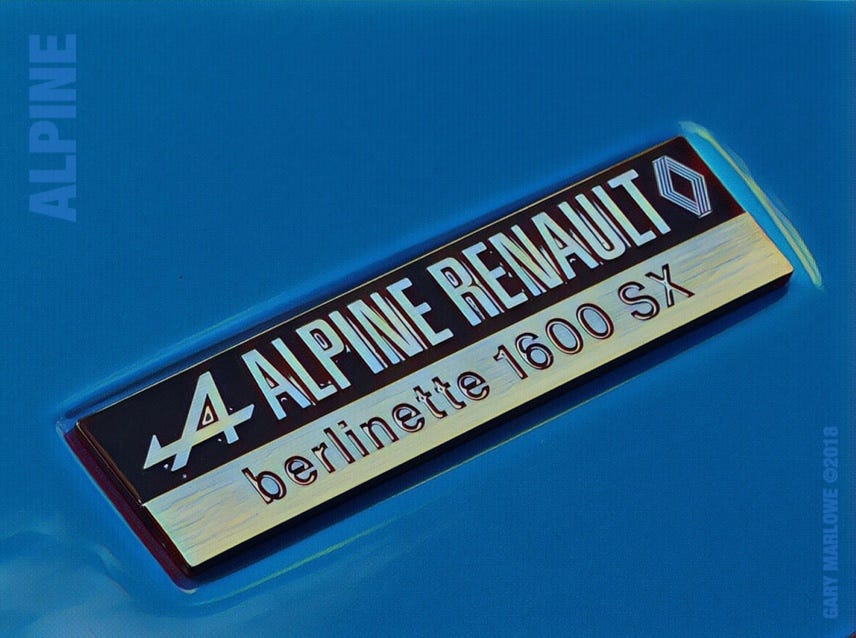 ALPINE
ALPINE RENAULT
berlinette 1600 SX
GARY MARLOWE ©2018